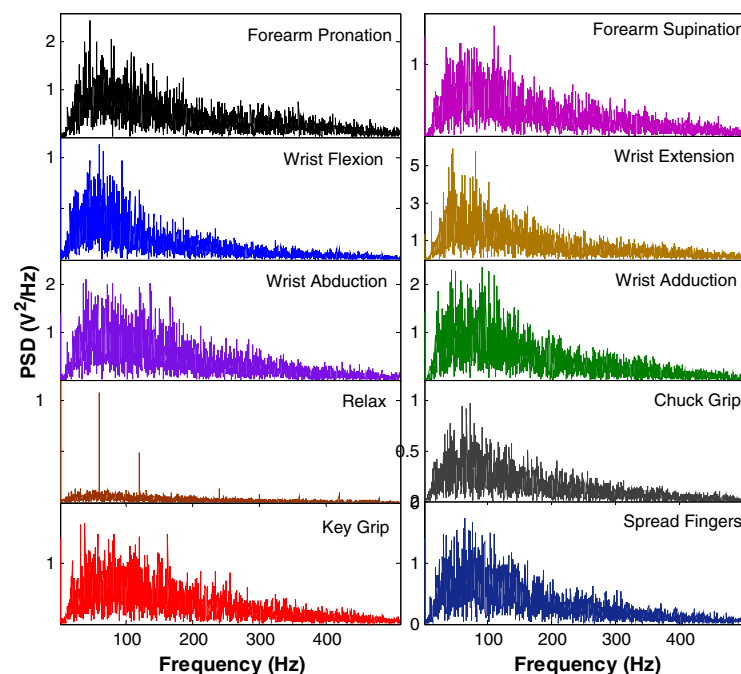 Forearm Pronation
2
1
Forearm Supination
1
Wrist Flexion
1
Wrist Extension
5
3
1
Wrist Abduction
2
1
Wrist Adduction
2
1
Relax
1
Chuck Grip
1
0.5
0
Key Grip
1
Spread Fingers
1
0
PSD (V²/Hz)
100 200 300 400
100 200 300 400
Frequency (Hz)
Frequency (Hz)